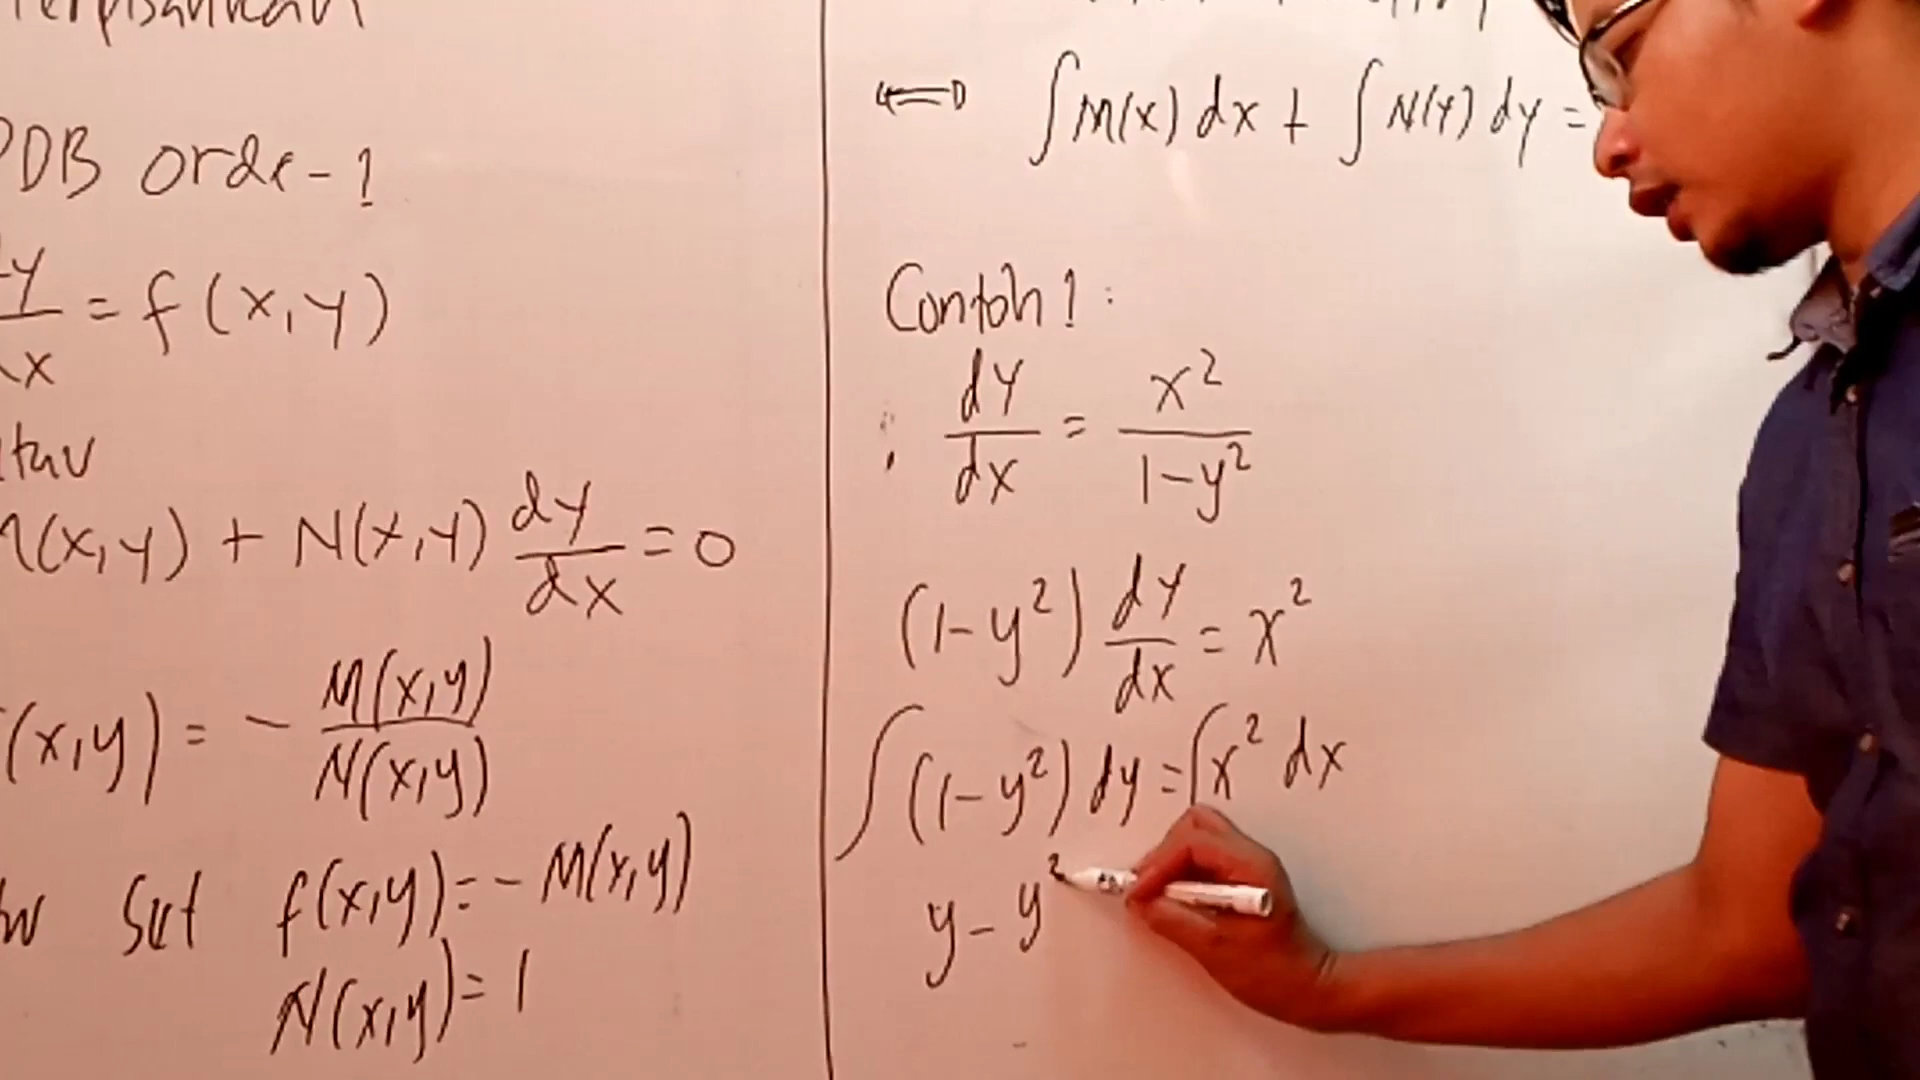 PDB orde-1
dy/dx = f(x,y)
atau
M(x,y) + N(x,y) dy/dx = 0
f(x,y) = - M(x,y)/N(x,y)
Set f(x,y) = - M(x,y)
N(x,y) = 1
⟺ ∫M(x) dx + ∫N(y) dy =
Contoh 1 :
dy/dx = x²/(1-y²)
(1-y²) dy/dx = x²
∫(1-y²) dy = ∫x² dx
y - y²